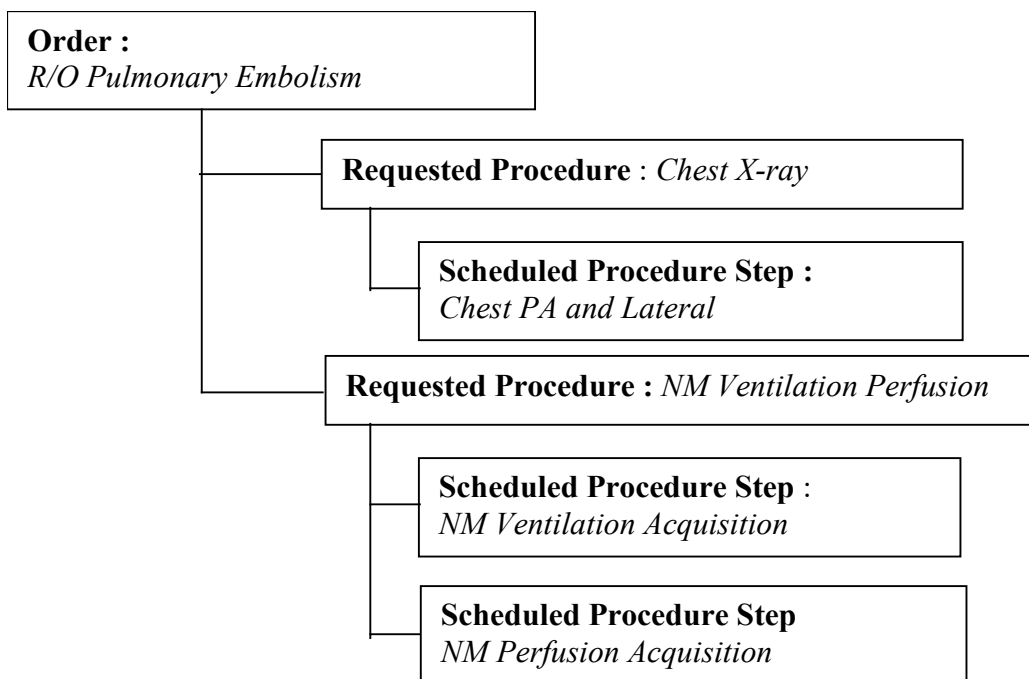 Order :
R/O Pulmonary Embolism
Requested Procedure : Chest X-ray
Scheduled Procedure Step :
Chest PA and Lateral
Requested Procedure : NM Ventilation Perfusion
Scheduled Procedure Step :
NM Ventilation Acquisition
Scheduled Procedure Step
NM Perfusion Acquisition